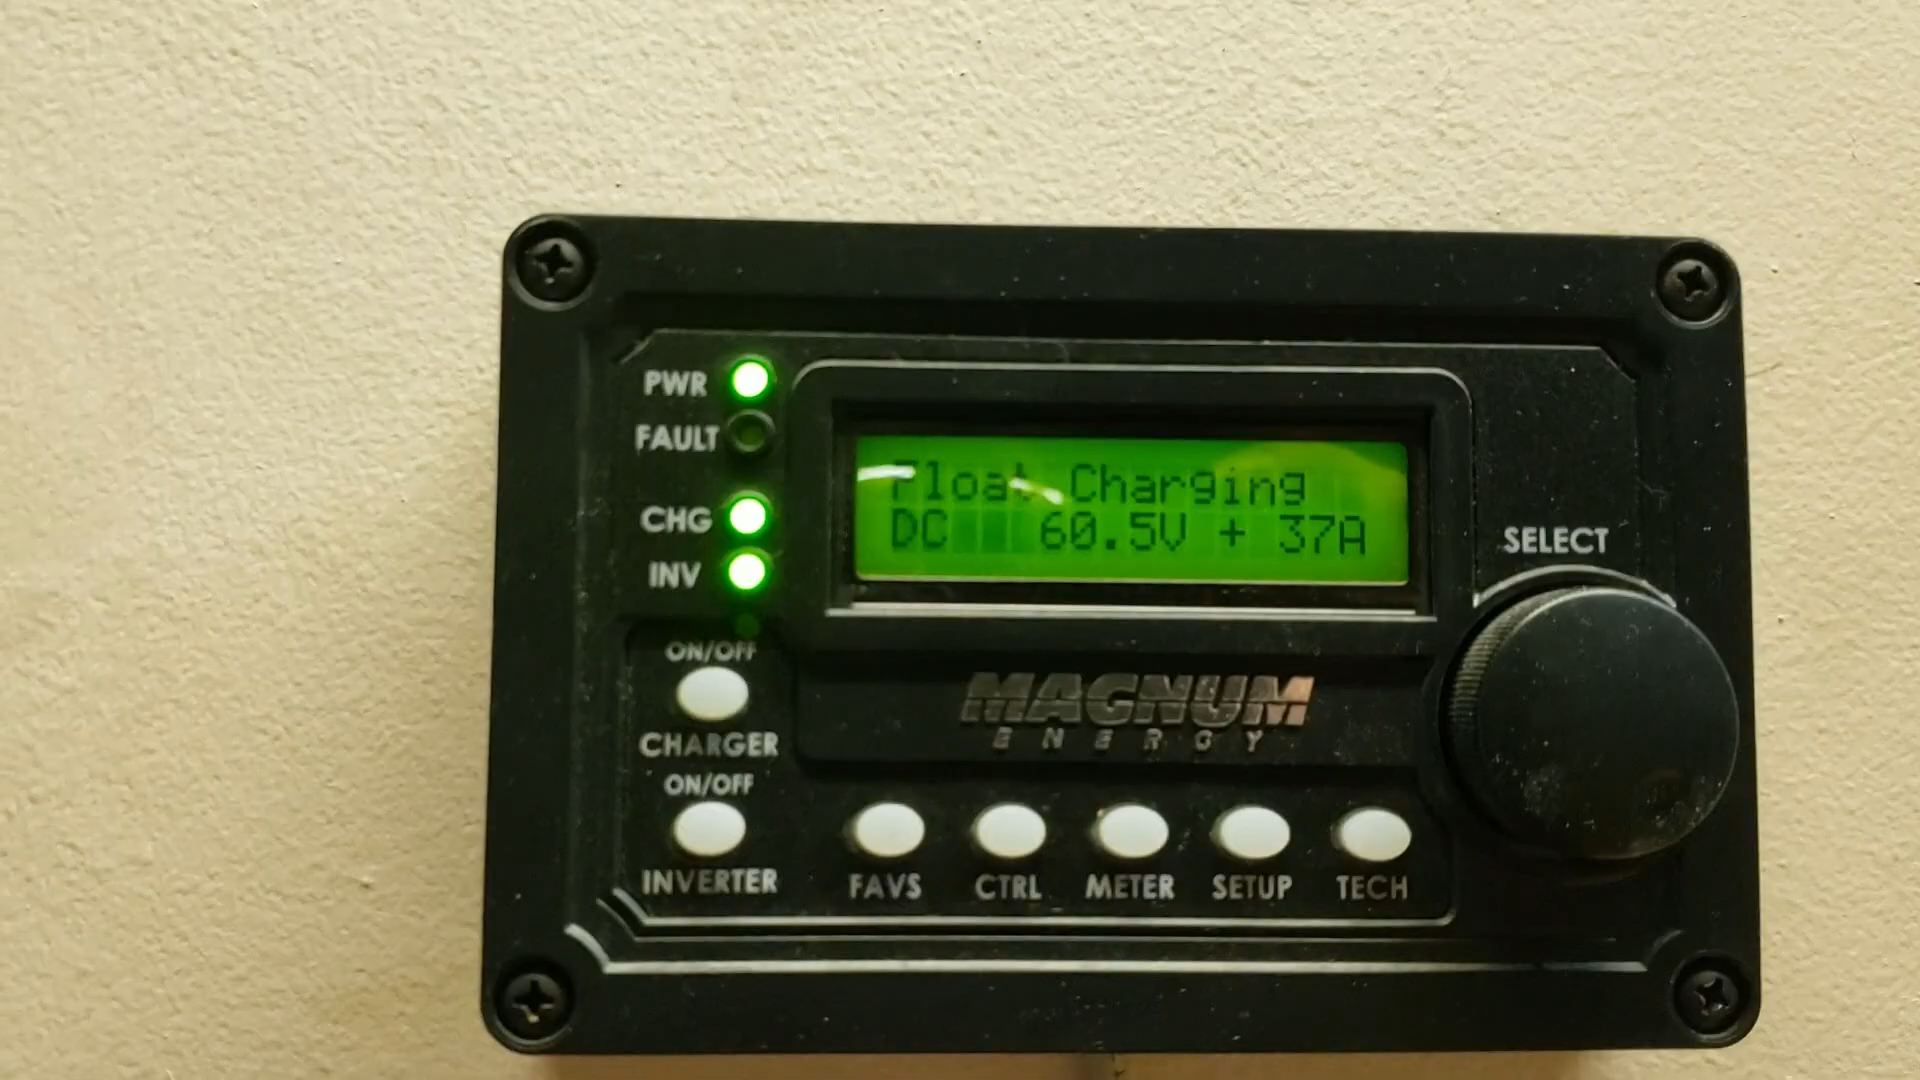 PWR
FAULT
CHG
INV
Float Charging
DC 60.5V + 37A
SELECT
ON/OFF
CHARGER
ON/OFF
INVERTER
MAGNUM
ENERGY
FAVS
CTRL
METER
SETUP
TECH